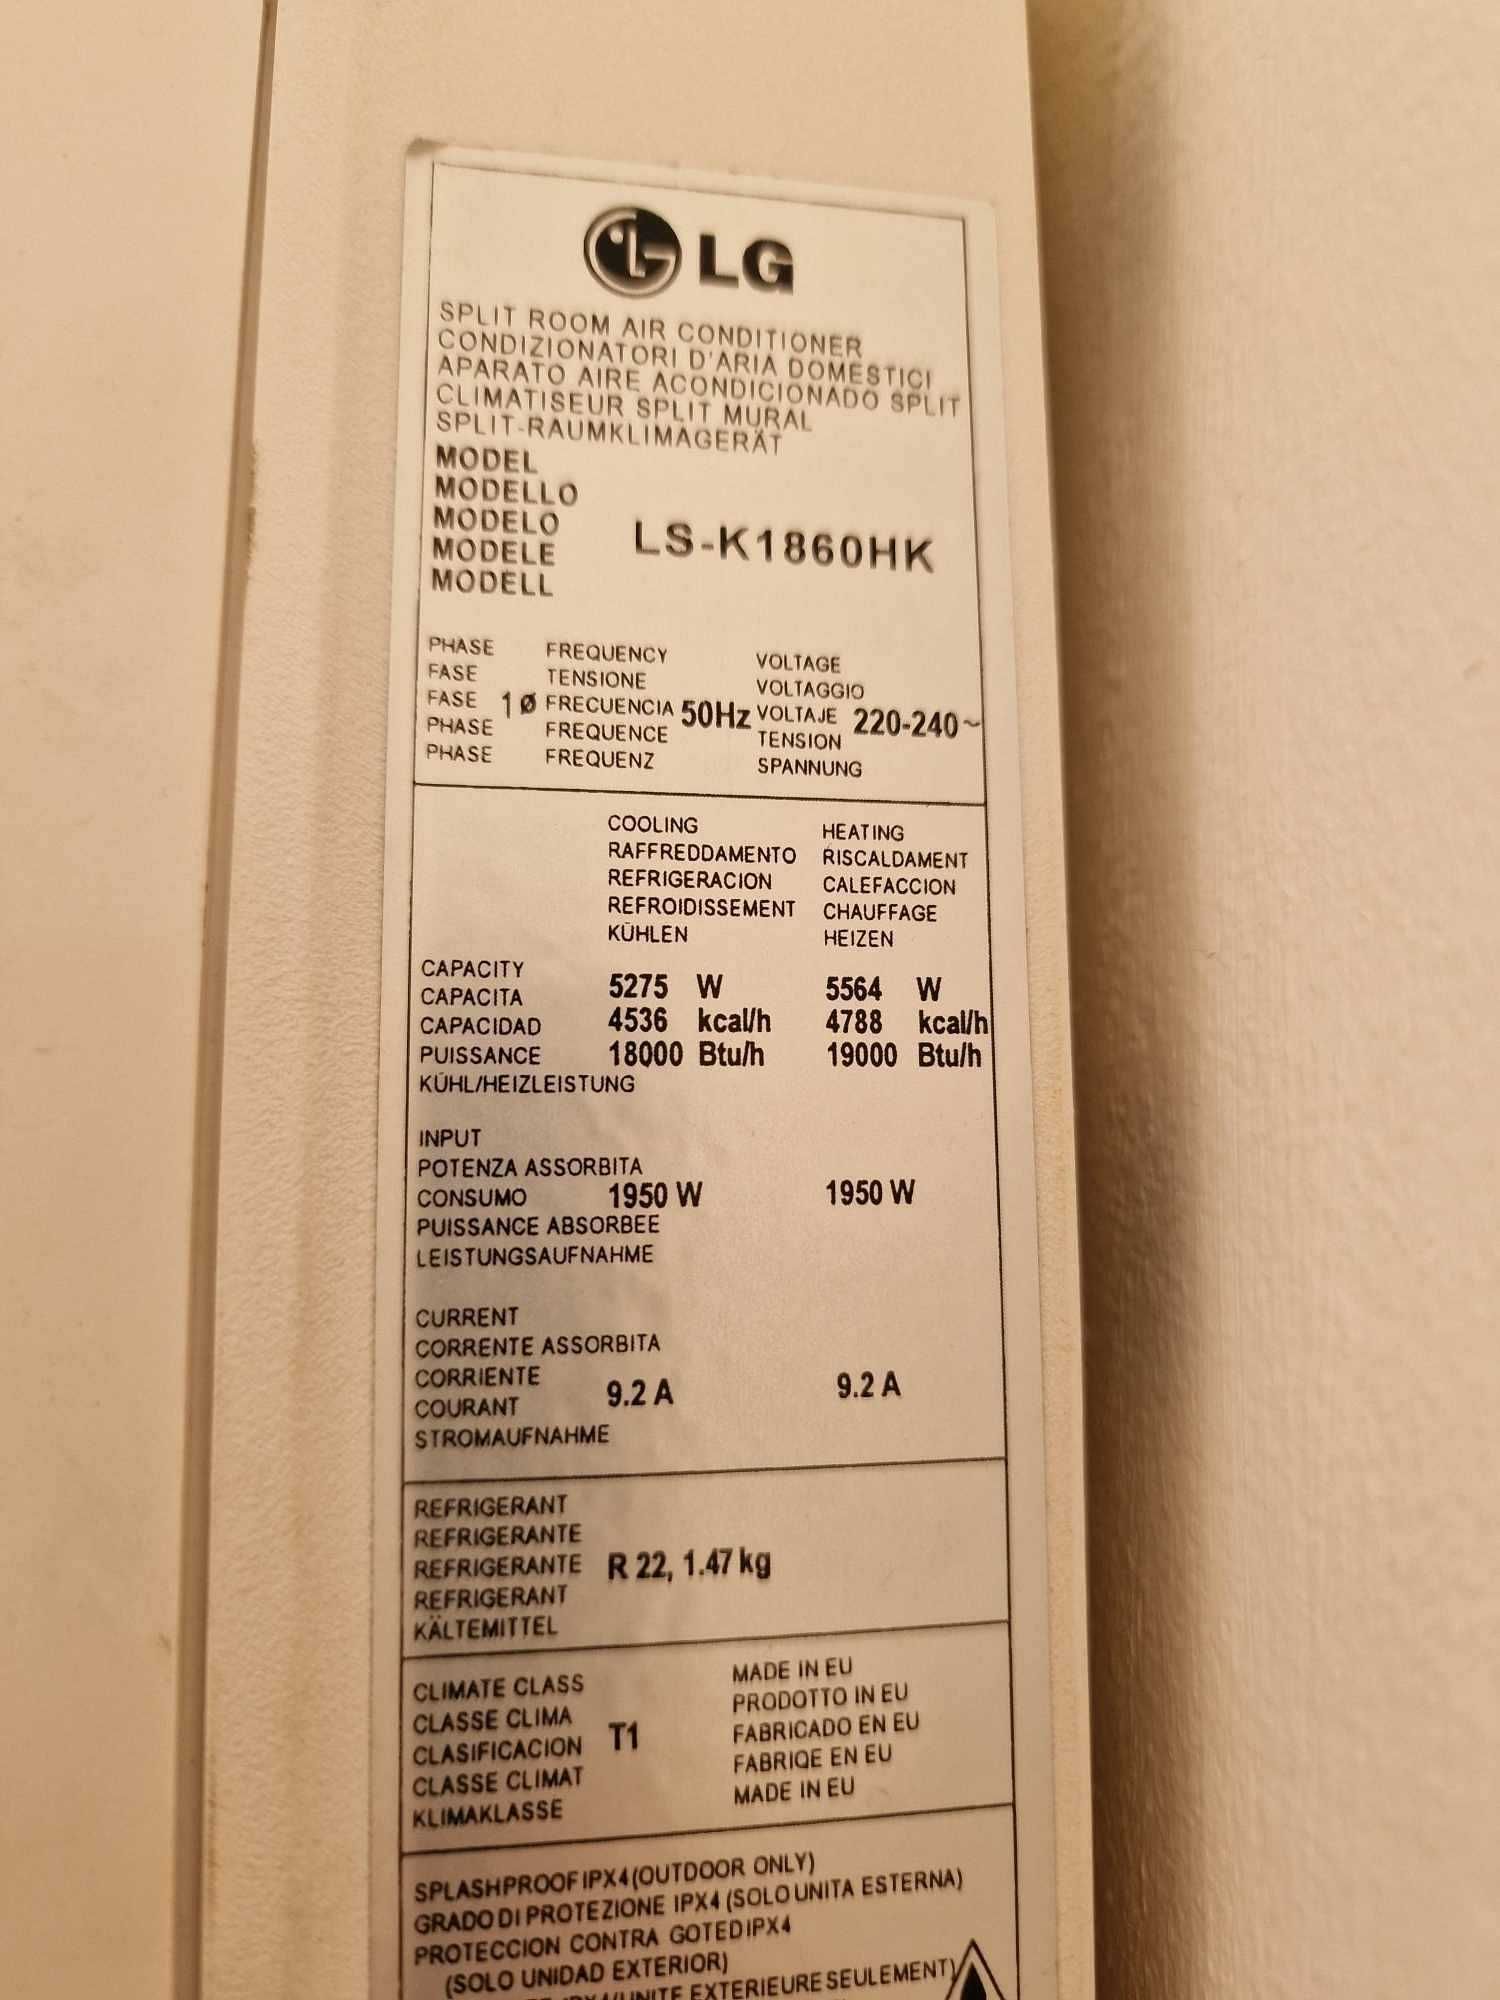 LG
SPLIT ROOM AIR CONDITIONER
CONDIZIONATORI D'ARIA DOMESTICI
APARATO AIRE ACONDICIONADO SPLIT
CLIMATISEUR SPLIT MURAL
SPLIT-RAUMKLIMAGERÄT
MODEL
MODELLO
MODELO
MODELE
MODELL
LS-K1860HK
PHASE
FASE
FASE
PHASE
PHASE
1ø
FREQUENCY
TENSIONE
FRECUENCIA
FREQUENCE
FREQUENZ
50Hz
VOLTAGE
VOLTAGGIO
VOLTAJE
TENSION
SPANNUNG
220-240~
COOLING
RAFFREDDAMENTO
REFRIGERACION
REFROIDISSEMENT
KÜHLEN
HEATING
RISCALDAMENT
CALEFACCION
CHAUFFAGE
HEIZEN
CAPACITY
CAPACITA
CAPACIDAD
PUISSANCE
KÜHL/HEIZLEISTUNG
5275 W
4536 kcal/h
18000 Btu/h
5564 W
4788 kcal/h
19000 Btu/h
INPUT
POTENZA ASSORBITA
CONSUMO
PUISSANCE ABSORBEE
LEISTUNGSAUFNAHME
1950 W
1950 W
CURRENT
CORRENTE ASSORBITA
CORRIENTE
COURANT
STROMAUFNAHME
9.2 A
9.2 A
REFRIGERANT
REFRIGERANTE
REFRIGERANTE
REFRIGERANT
KÄLTEMITTEL
R 22, 1.47 kg
CLIMATE CLASS
CLASSE CLIMA
CLASIFICACION
CLASSE CLIMAT
KLIMAKLASSE
T1
MADE IN EU
PRODOTTO IN EU
FABRICADO EN EU
FABRIQE EN EU
MADE IN EU
SPLASHPROOF IPX4 (OUTDOOR ONLY)
GRADO DI PROTEZIONE IPX4 (SOLO UNITA ESTERNA)
PROTECCION CONTRA GOTEDIPX4
(SOLO UNIDAD EXTERIOR)
EXTERIEURE SEULEMENT)